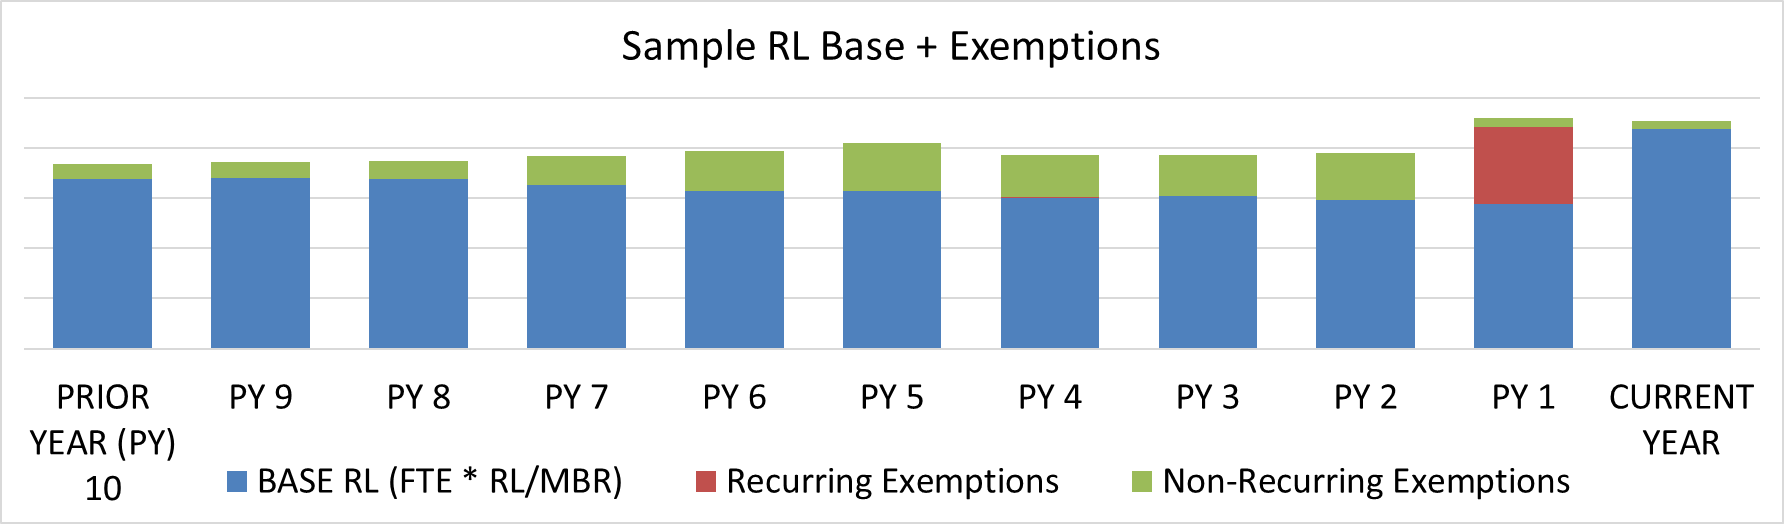 Sample RL Base + Exemptions
PRIOR YEAR (PY) 10
PY 9
PY 8
PY 7
PY 6
PY 5
PY 4
PY 3
PY 2
PY 1
CURRENT YEAR
BASE RL (FTE * RL/MBR)
Recurring Exemptions
Non-Recurring Exemptions